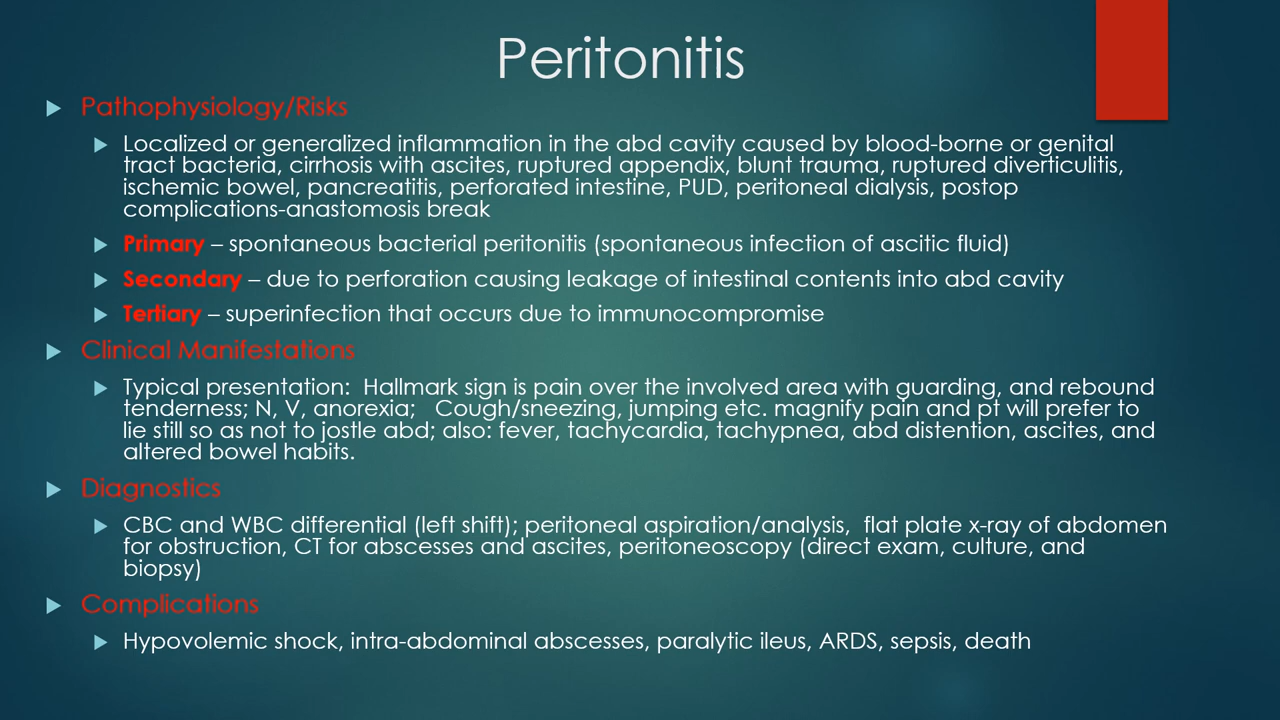 Peritonitis
Pathophysiology/Risks
Localized or generalized inflammation in the abd cavity caused by blood-borne or genital
tract bacteria, cirrhosis with ascites, ruptured appendix, blunt trauma, ruptured diverticulitis,
ischemic bowel, pancreatitis, perforated intestine, PUD, peritoneal dialysis, postop
complications-anastomosis break
Primary – spontaneous bacterial peritonitis (spontaneous infection of ascitic fluid)
Secondary – due to perforation causing leakage of intestinal contents into abd cavity
Tertiary – superinfection that occurs due to immunocompromise
Clinical Manifestations
Typical presentation:  Hallmark sign is pain over the involved area with guarding, and rebound
tenderness; N, V, anorexia;   Cough/sneezing, jumping etc. magnify pain and pt will prefer to
lie still so as not to jostle abd; also: fever, tachycardia, tachypnea, abd distention, ascites, and
altered bowel habits.
Diagnostics
CBC and WBC differential (left shift); peritoneal aspiration/analysis,  flat plate x-ray of abdomen
for obstruction, CT for abscesses and ascites, peritoneoscopy (direct exam, culture, and
biopsy)
Complications
Hypovolemic shock, intra-abdominal abscesses, paralytic ileus, ARDS, sepsis, death